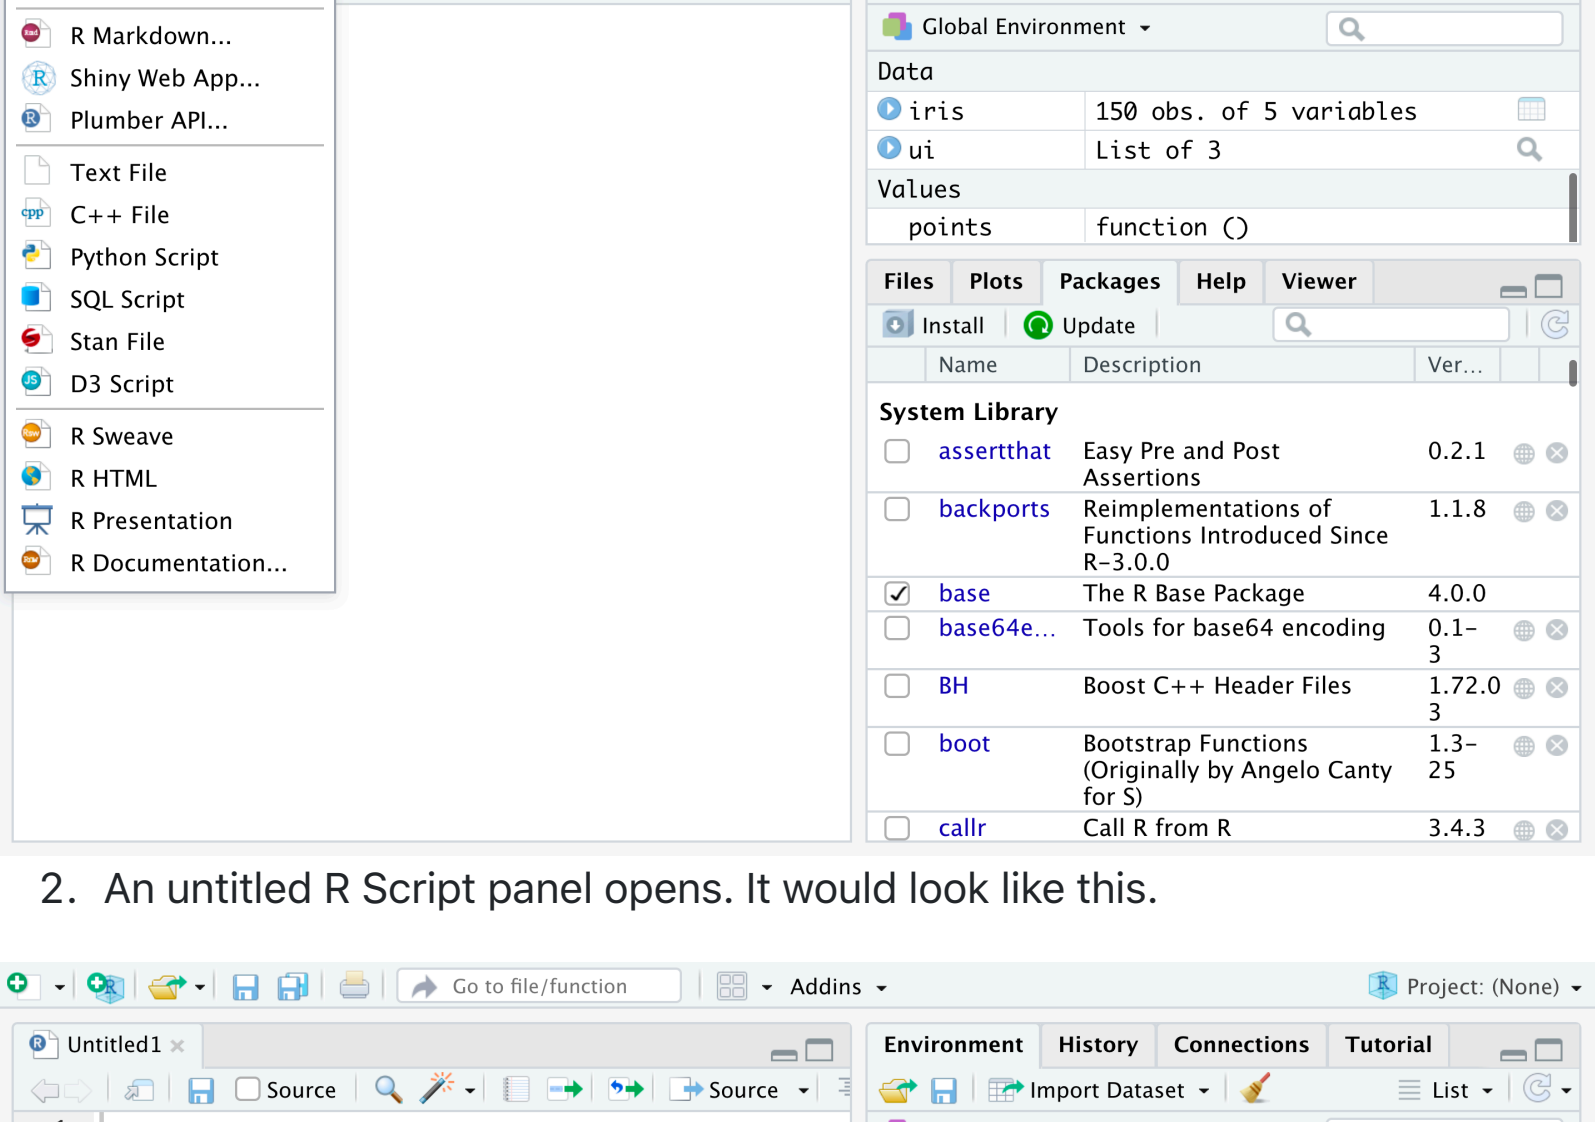 R Markdown...
Shiny Web App...
Plumber API...
Text File
C++ File
Python Script
SQL Script
Stan File
D3 Script
R Sweave
R HTML
R Presentation
R Documentation...
Global Environment
Data
iris 150 obs. of 5 variables
ui List of 3
Values
points function ()
Files Plots Packages Help Viewer
Install Update
Name Description Ver...
System Library
assertthat Easy Pre and Post 0.2.1
Assertions
backports Reimplementations of 1.1.8
Functions Introduced Since
R-3.0.0
base The R Base Package 4.0.0
base64e... Tools for base64 encoding 0.1-
3
BH Boost C++ Header Files 1.72.0
3
boot Bootstrap Functions 1.3-
(Originally by Angelo Canty 25
for S)
callr Call R from R 3.4.3
2. An untitled R Script panel opens. It would look like this.
Go to file/function Addins Project: (None)
Untitled1
Environment History Connections Tutorial
Source Source
Import Dataset List